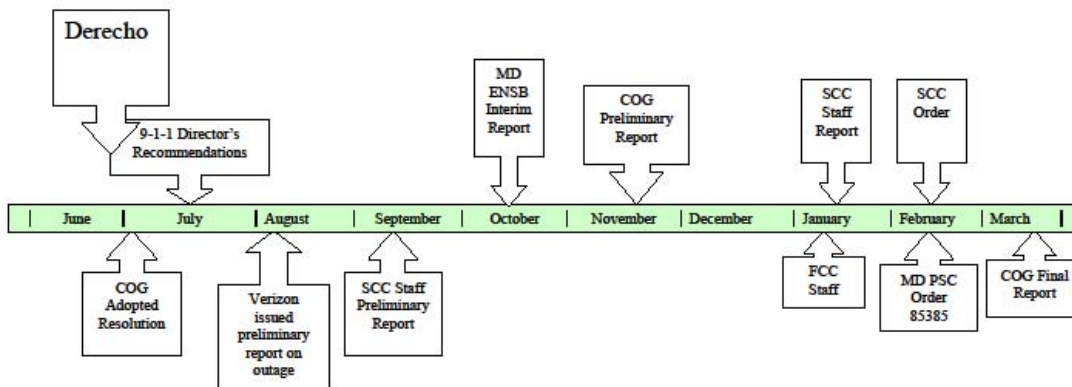 Derecho
9-1-1 Director's
Recommendations
MD
ENSB
Interim
Report
COG
Preliminary
Report
SCC
Staff
Report
SCC
Order
June July August September October November December January February March
COG
Adopted
Resolution
Verizon
issued
preliminary
report on
outage
SCC Staff
Preliminary
Report
FCC
Staff
MD PSC
Order
85385
COG Final
Report